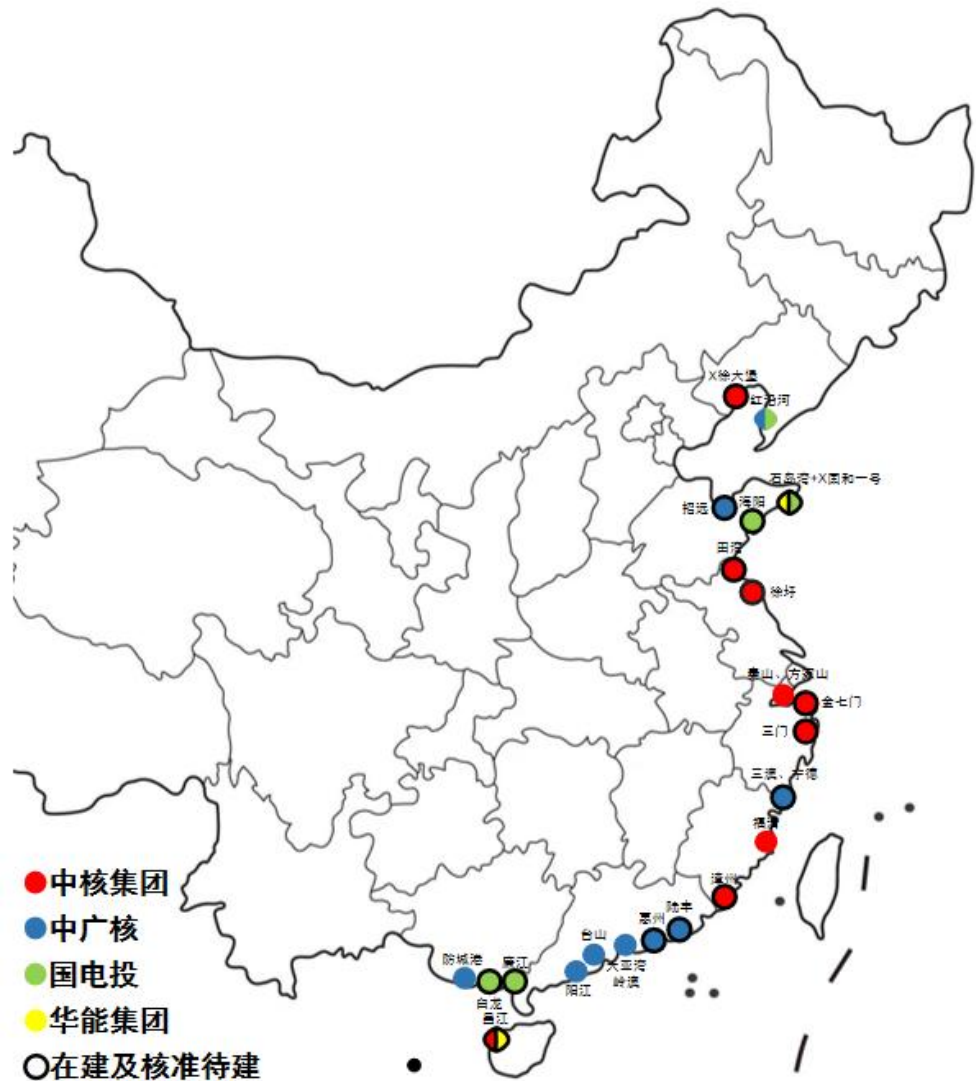 X徐大堡
红沿河
石岛湾+X国和一号
招远
海阳
田湾
徐圩
秦山、方家山
金七门
三门
三澳、宁德
福清
漳州
陆丰
惠州
台山
大亚湾
岭澳
阳江
防城港
廉江
白龙
昌江
中核集团
中广核
国电投
华能集团
在建及核准待建